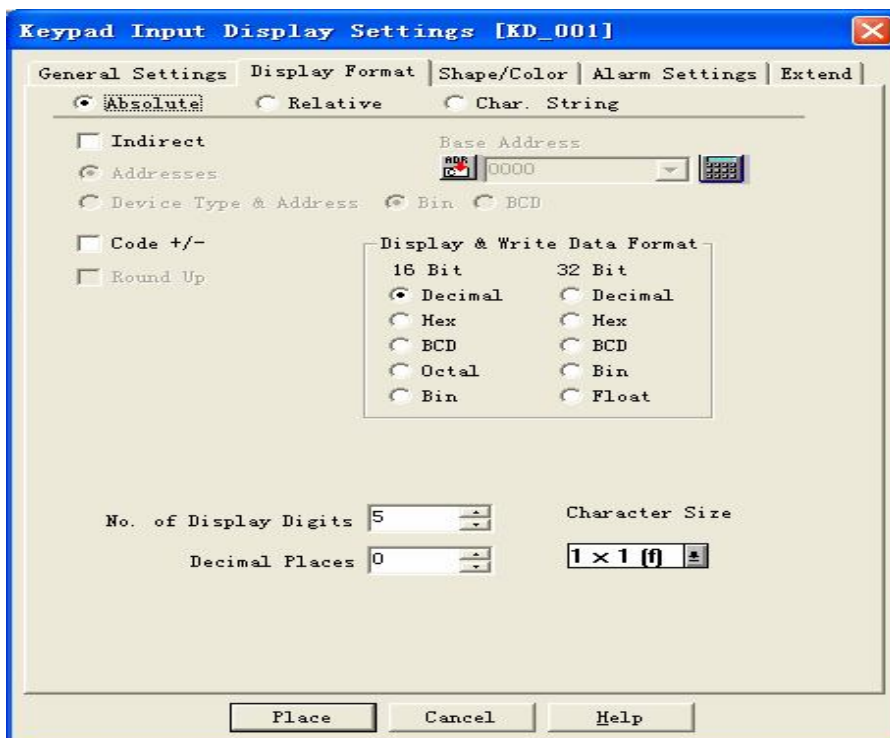 Keypad Input Display Settings [KD_001]
General Settings Display Format Shape/Color Alarm Settings Extend
Absolute Relative Char. String
Indirect Base Address
Addresses ADR 0000
Device Type & Address Bin BCD
Code +/- Display & Write Data Format
Round Up 16 Bit 32 Bit
Decimal Decimal
Hex Hex
BCD BCD
Octal Bin
Bin Float
No. of Display Digits 5 Character Size
Decimal Places 0 1 × 1 (f)
Place Cancel Help